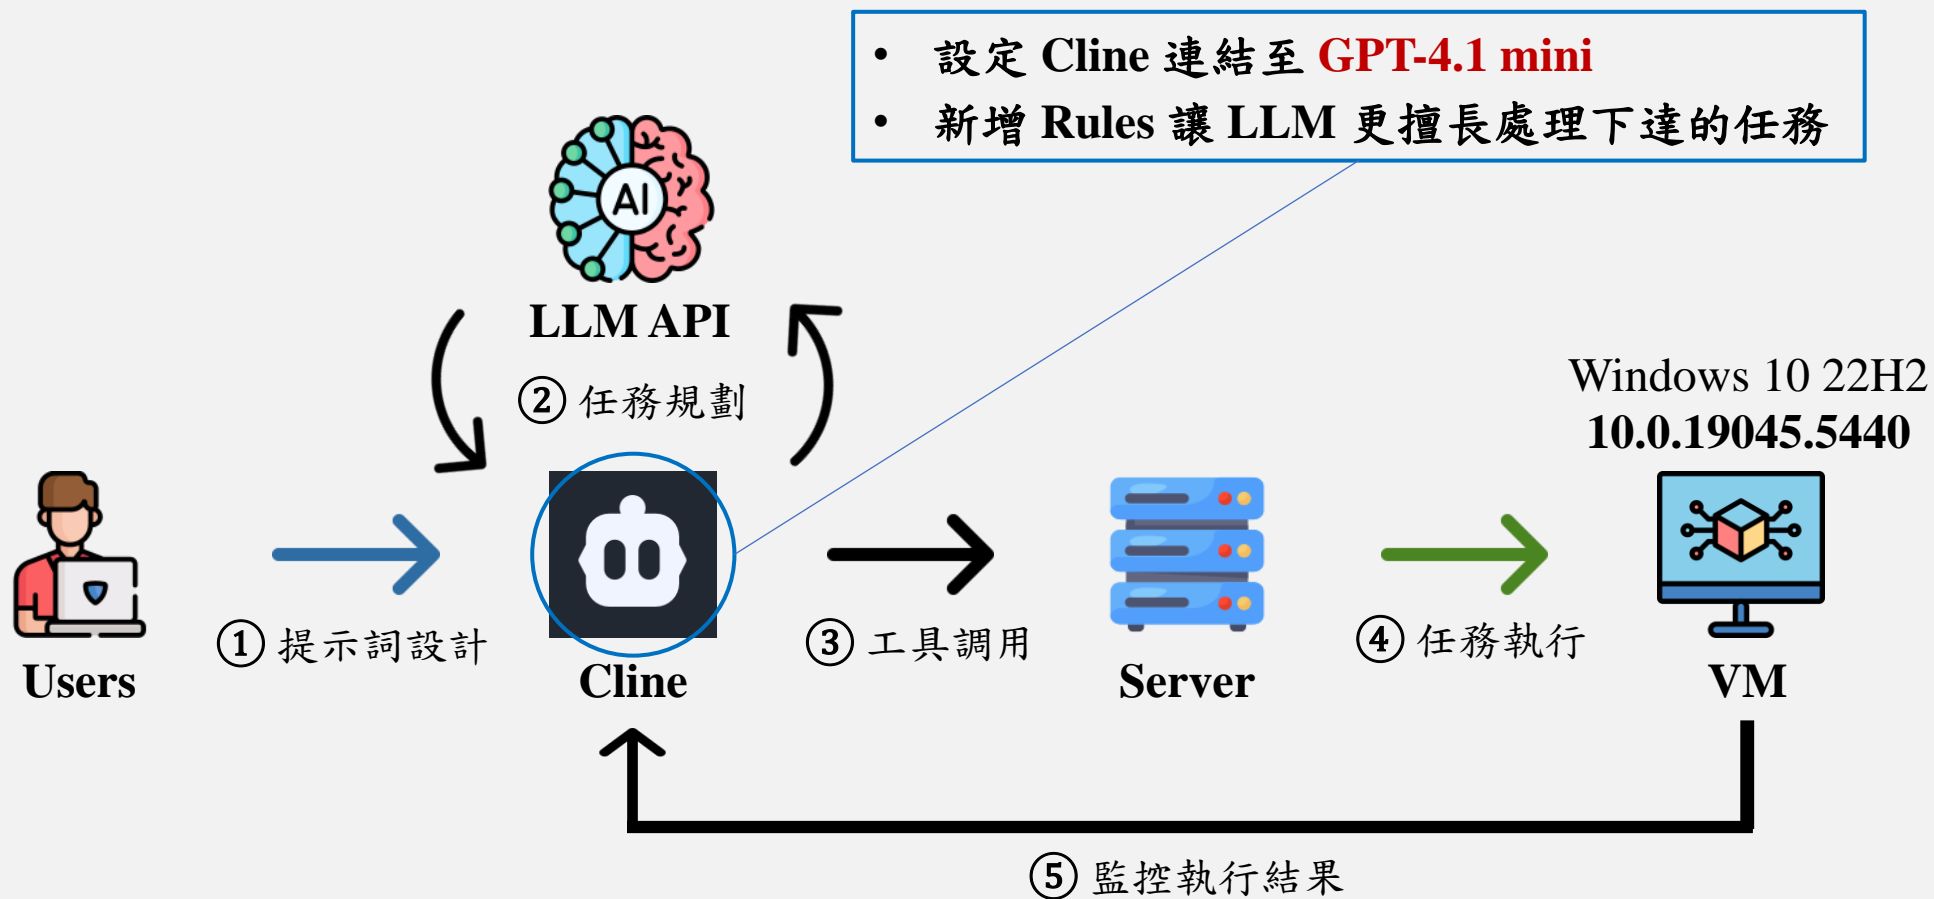 • 設定 Cline 連結至 GPT-4.1 mini
• 新增 Rules 讓 LLM 更擅長處理下達的任務
AI
LLM API
② 任務規劃
Windows 10 22H2
10.0.19045.5440
① 提示詞設計
③ 工具調用
④ 任務執行
Users
Cline
Server
VM
⑤ 監控執行結果